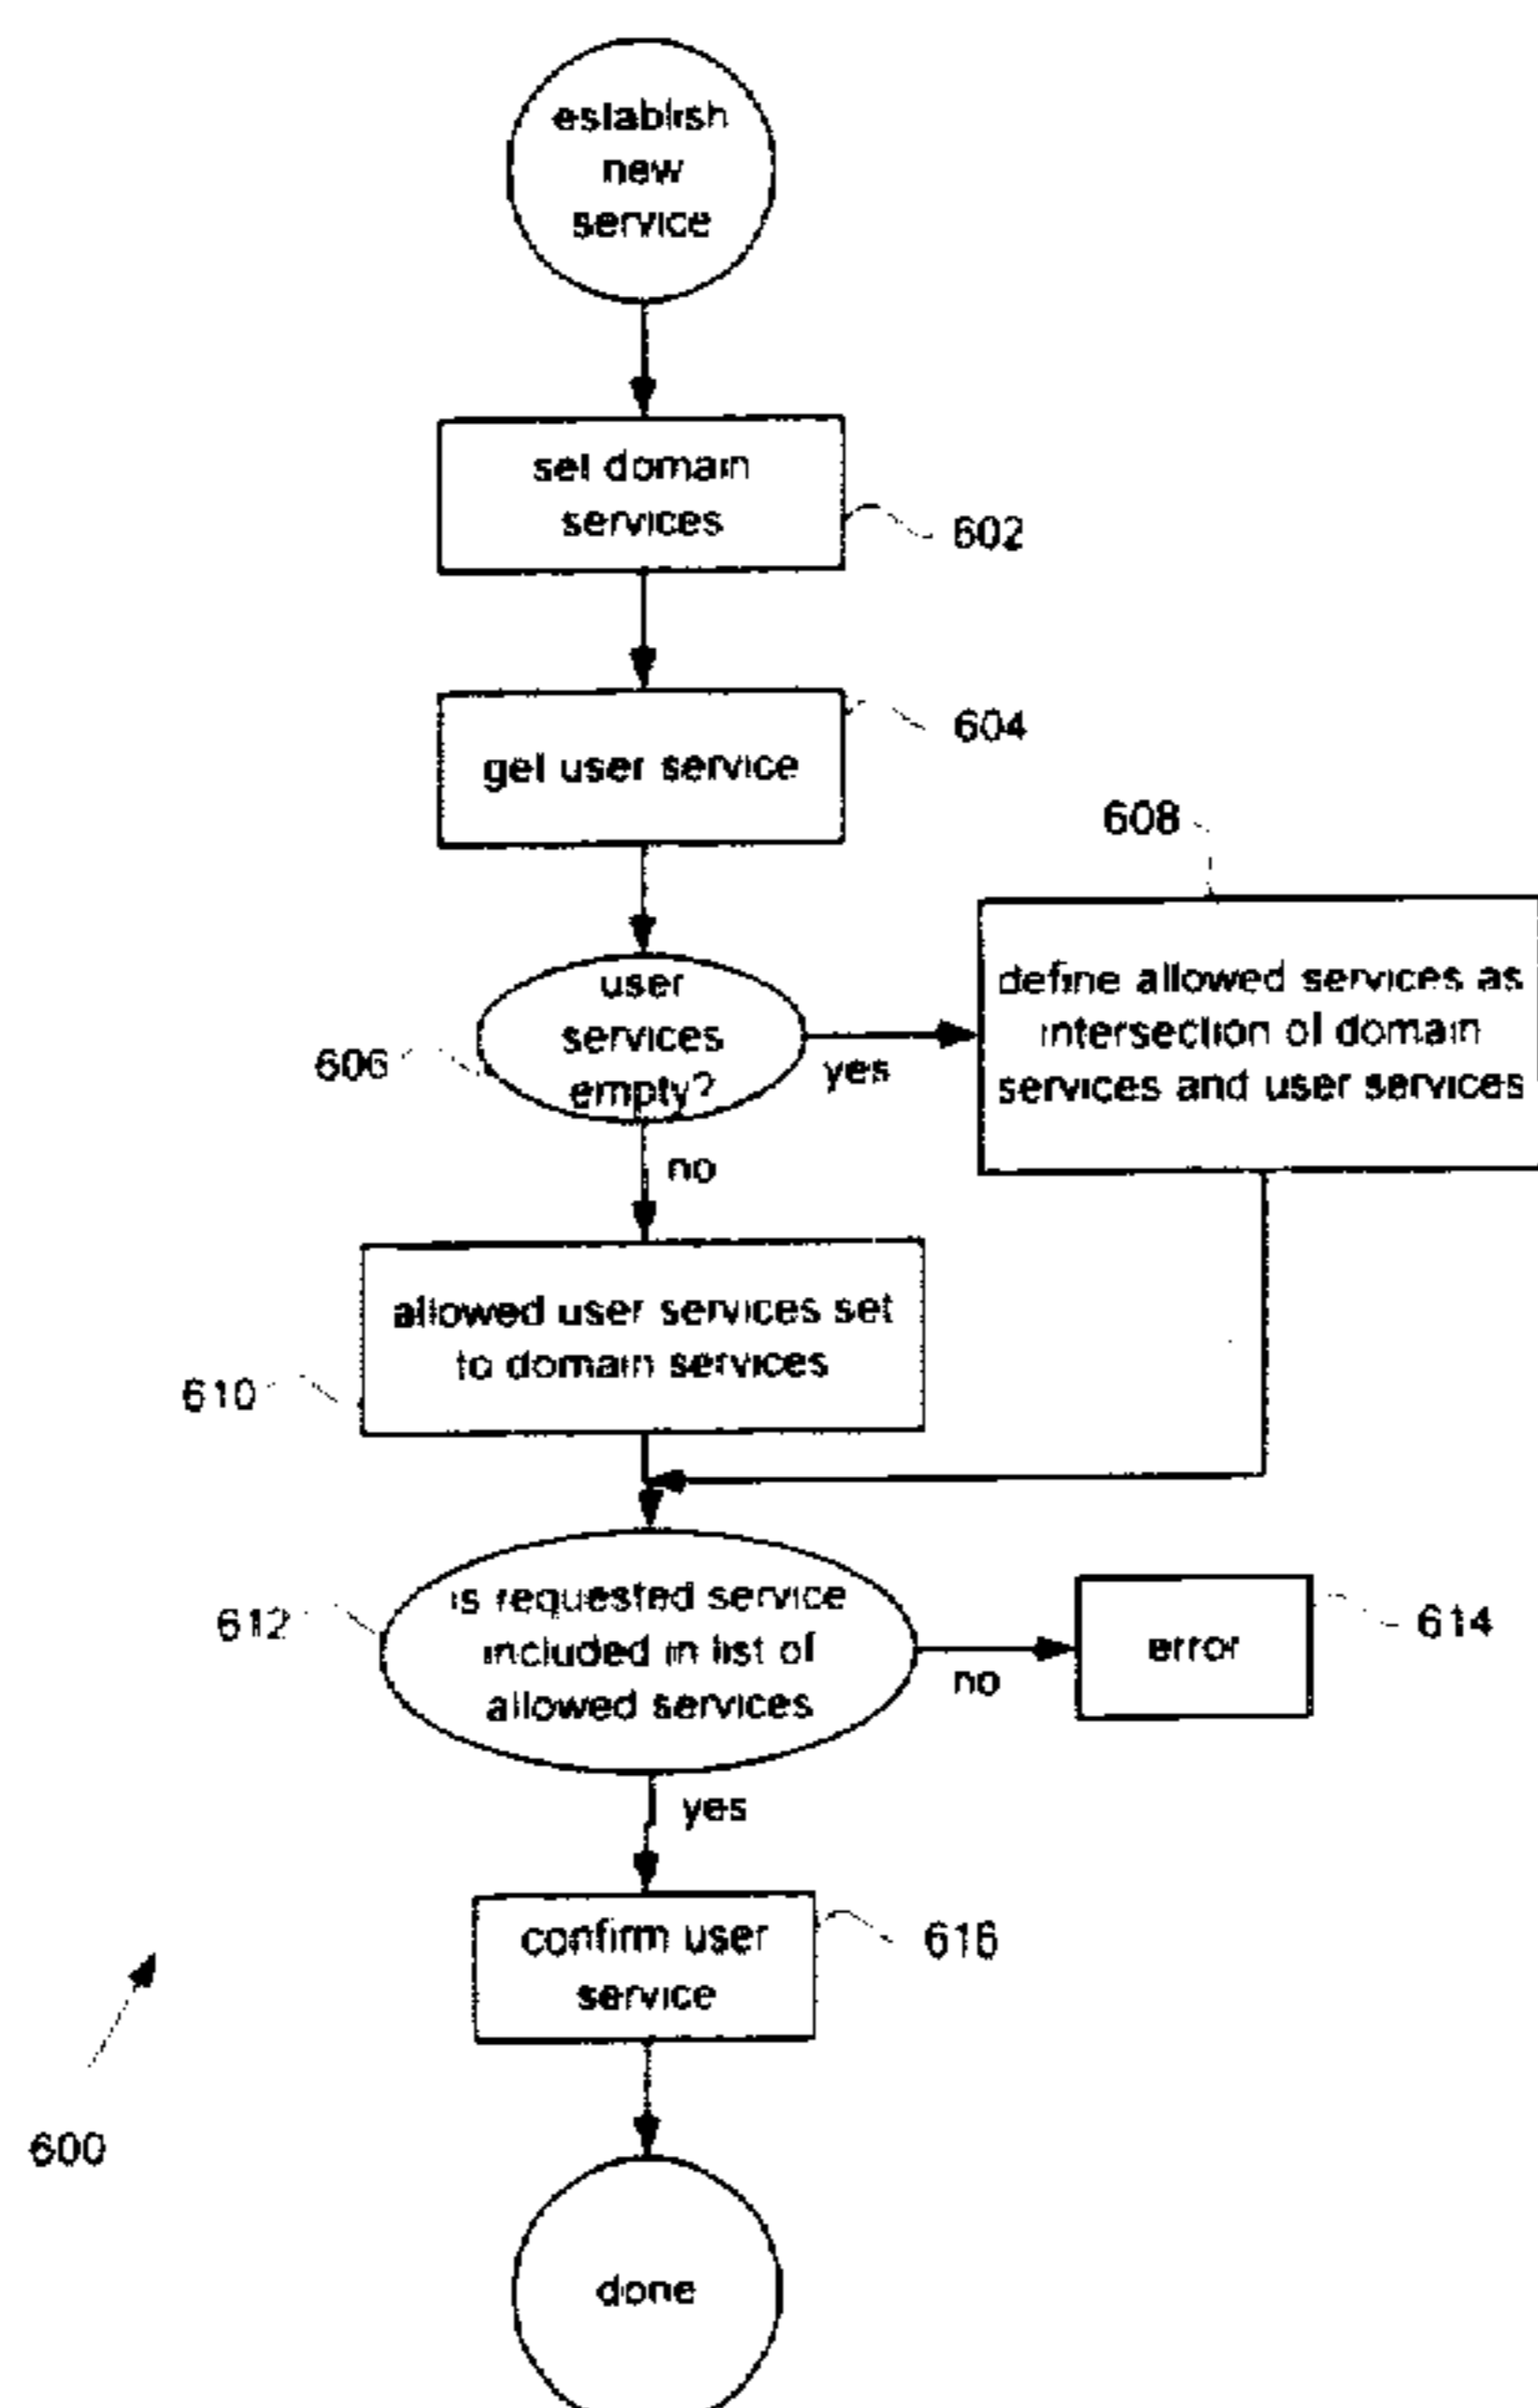 establish
new
service
set domain
services
602
get user service
604
608
define allowed services as
intersection of domain
services and user services
user
services
empty?
606
yes
no
allowed user services set
to domain services
610
is requested service
included in list of
allowed services
612
no
error
614
yes
confirm user
service
616
600
done